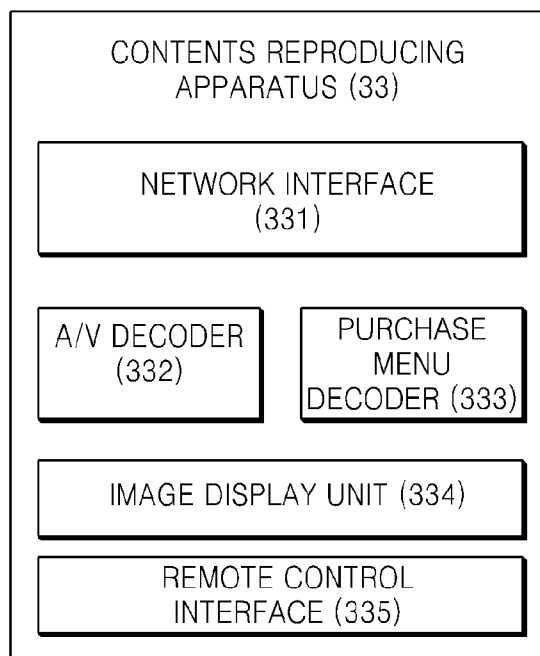 CONTENTS REPRODUCING
APPARATUS (33)
NETWORK INTERFACE
(331)
A/V DECODER
(332)
PURCHASE
MENU
DECODER (333)
IMAGE DISPLAY UNIT (334)
REMOTE CONTROL
INTERFACE (335)